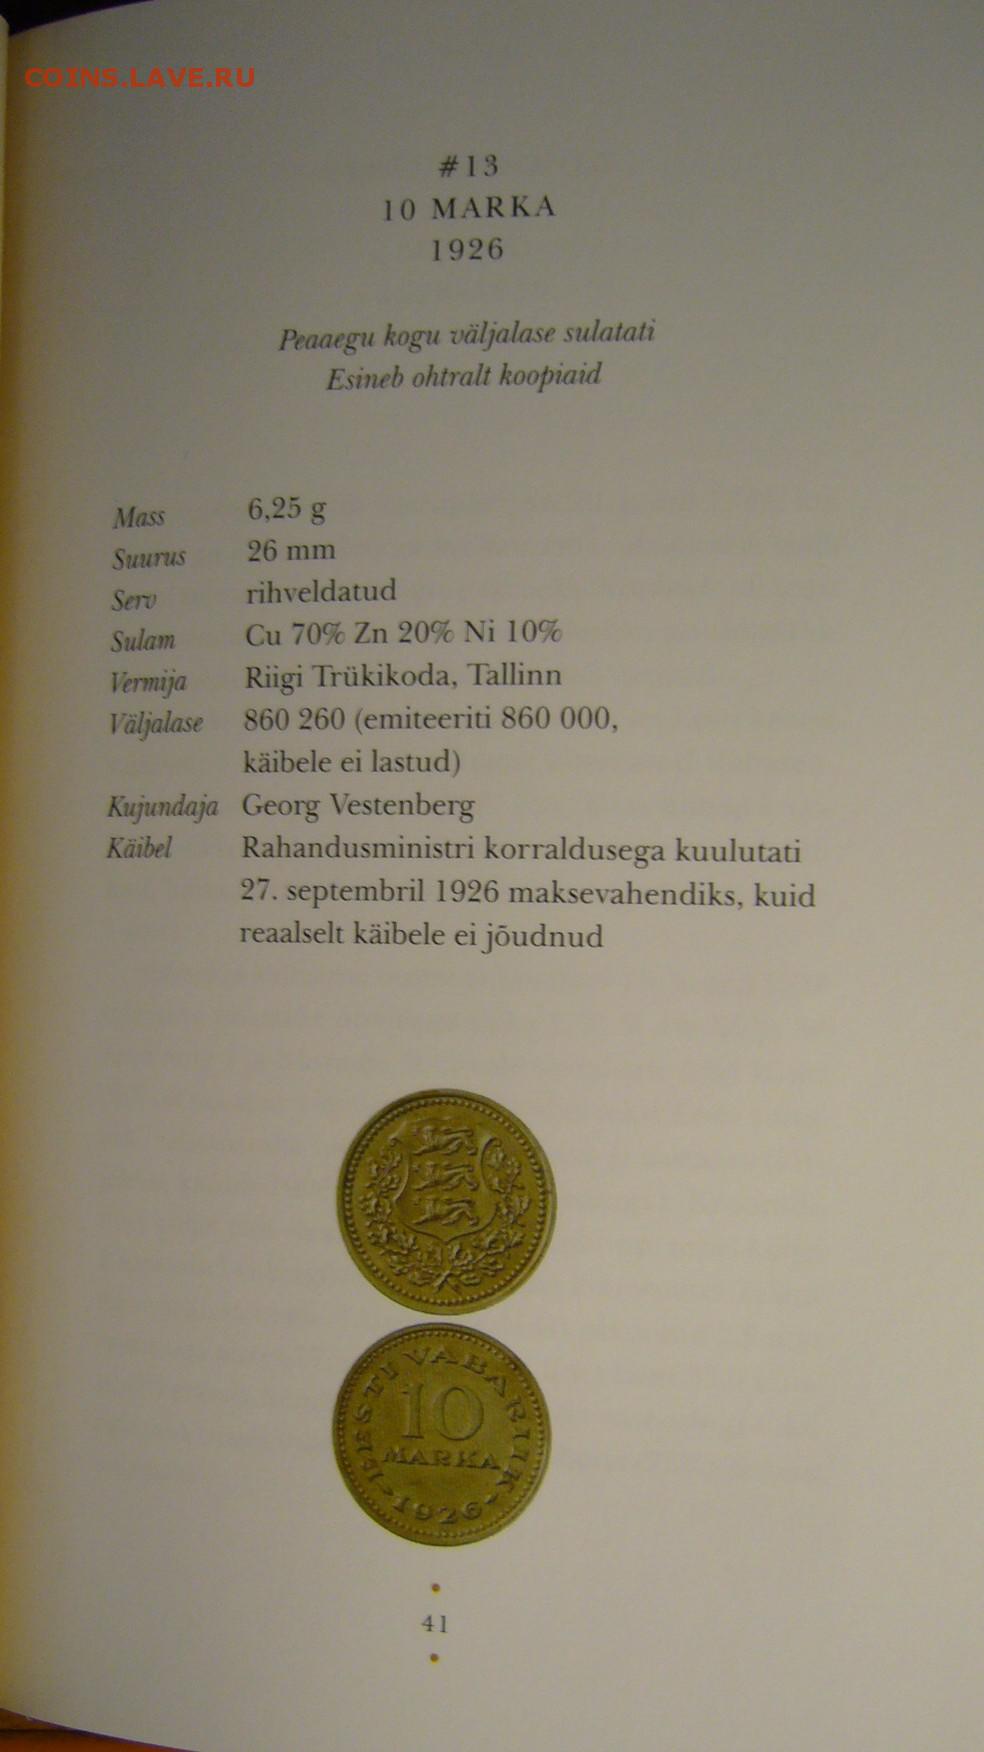 COINS.LAVE.RU
#13
10 MARKA
1926
Peaaegu kogu väljalase sulatati
Esineb ohtralt koopiaid
Mass 6,25 g
Suurus 26 mm
Serv rihveldatud
Sulam Cu 70% Zn 20% Ni 10%
Vermija Riigi Trükikoda, Tallinn
Väljalase 860 260 (emiteeriti 860 000,
käibele ei lastud)
Kujundaja Georg Vestenberg
Käibel Rahandusministri korraldusega kuulutati
27. septembril 1926 maksevahendiks, kuid
reaalselt käibele ei jõudnud
EESTI VABARIIK
10
MARKA
1926
41